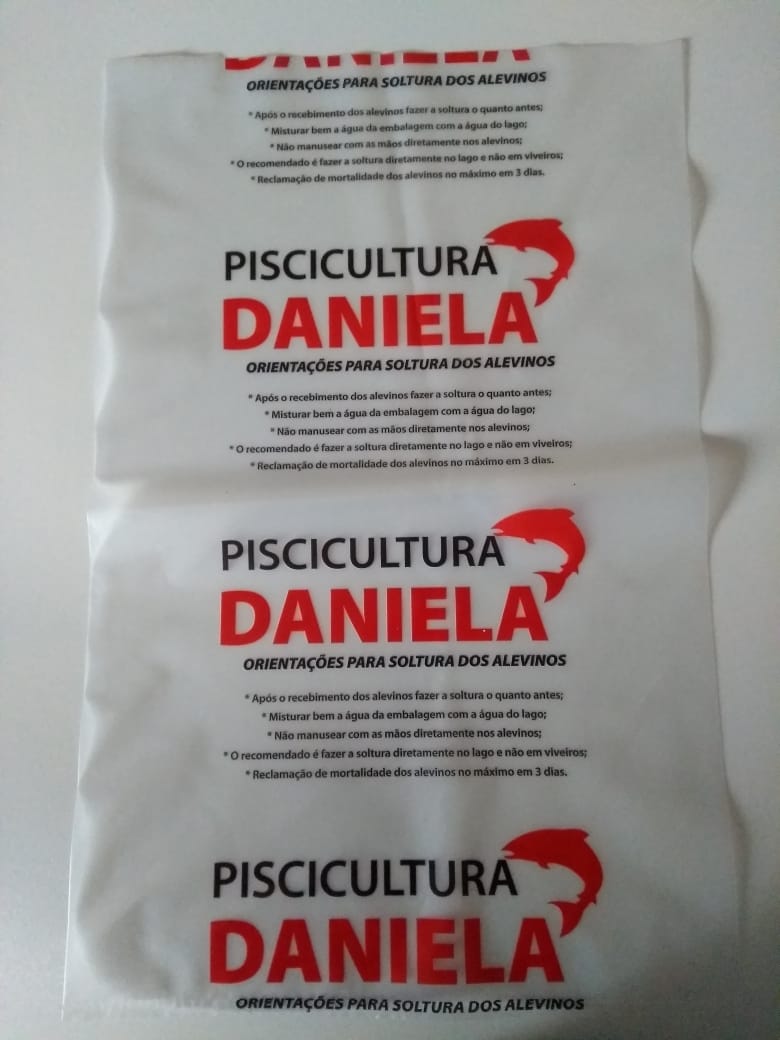 DANIELA
ORIENTAÇÕES PARA SOLTURA DOS ALEVINOS
* Após o recebimento dos alevinos fazer a soltura o quanto antes;
* Misturar bem a água da embalagem com a água do lago;
* Não manusear com as mãos diretamente nos alevinos;
* O recomendado é fazer a soltura diretamente no lago e não em viveiros;
* Reclamação de mortalidade dos alevinos no máximo em 3 dias.
PISCICULTURA
DANIELA
ORIENTAÇÕES PARA SOLTURA DOS ALEVINOS
* Após o recebimento dos alevinos fazer a soltura o quanto antes;
* Misturar bem a água da embalagem com a água do lago;
* Não manusear com as mãos diretamente nos alevinos;
* O recomendado é fazer a soltura diretamente no lago e não em viveiros;
* Reclamação de mortalidade dos alevinos no máximo em 3 dias.
PISCICULTURA
DANIELA
ORIENTAÇÕES PARA SOLTURA DOS ALEVINOS
* Após o recebimento dos alevinos fazer a soltura o quanto antes;
* Misturar bem a água da embalagem com a água do lago;
* Não manusear com as mãos diretamente nos alevinos;
* O recomendado é fazer a soltura diretamente no lago e não em viveiros;
* Reclamação de mortalidade dos alevinos no máximo em 3 dias.
PISCICULTURA
DANIELA
ORIENTAÇÕES PARA SOLTURA DOS ALEVINOS